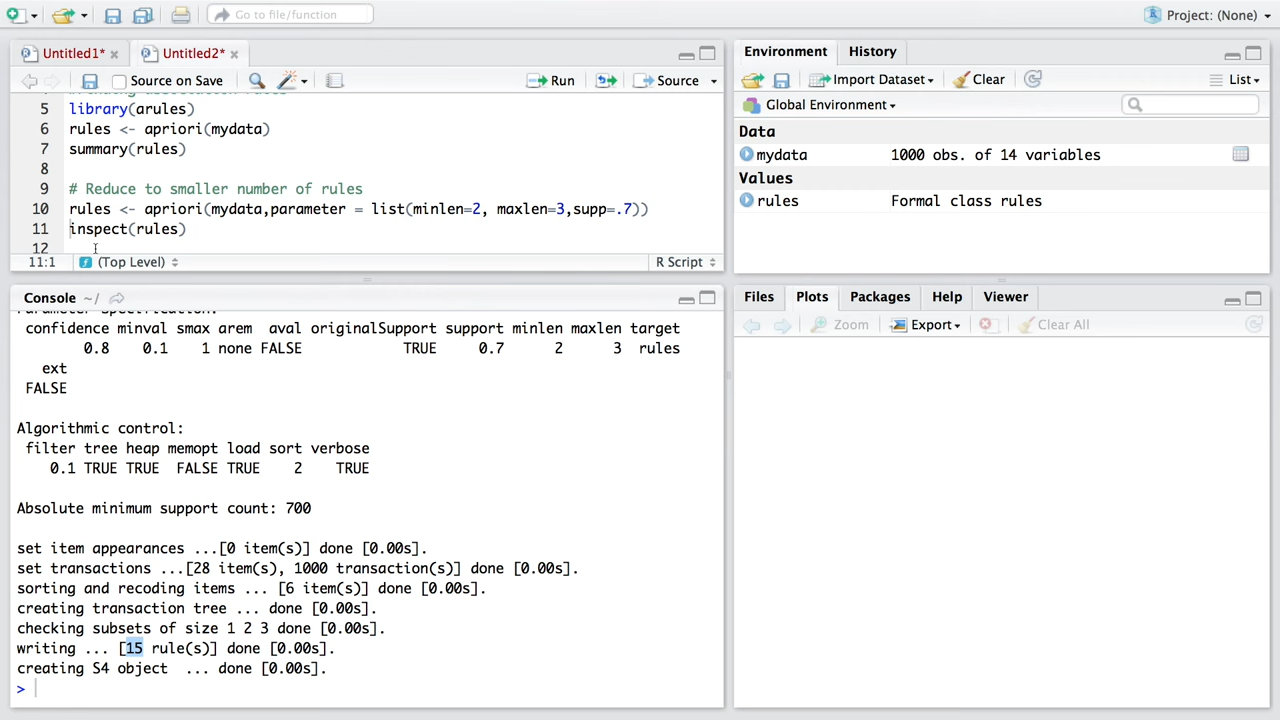 Go to file/function
Project: (None)
Untitled1*
Untitled2*
Source on Save
Run
Source
5 library(arules)
6 rules <- apriori(mydata)
7 summary(rules)
8
9 # Reduce to smaller number of rules
10 rules <- apriori(mydata,parameter = list(minlen=2, maxlen=3,supp=.7))
11 inspect(rules)
12
11:1
(Top Level)
R Script
Console ~/
Parameter specification:
confidence minval smax arem aval originalSupport support minlen maxlen target
0.8 0.1 1 none FALSE TRUE 0.7 2 3 rules
ext
FALSE
Algorithmic control:
filter tree heap memopt load sort verbose
0.1 TRUE TRUE FALSE TRUE 2 TRUE
Absolute minimum support count: 700
set item appearances ...[0 item(s)] done [0.00s].
set transactions ...[28 item(s), 1000 transaction(s)] done [0.00s].
sorting and recoding items ... [6 item(s)] done [0.00s].
creating transaction tree ... done [0.00s].
checking subsets of size 1 2 3 done [0.00s].
writing ... [15 rule(s)] done [0.00s].
creating S4 object ... done [0.00s].
>
Environment History
Import Dataset
Clear
List
Global Environment
Data
mydata 1000 obs. of 14 variables
Values
rules Formal class rules
Files Plots Packages Help Viewer
Zoom
Export
Clear All